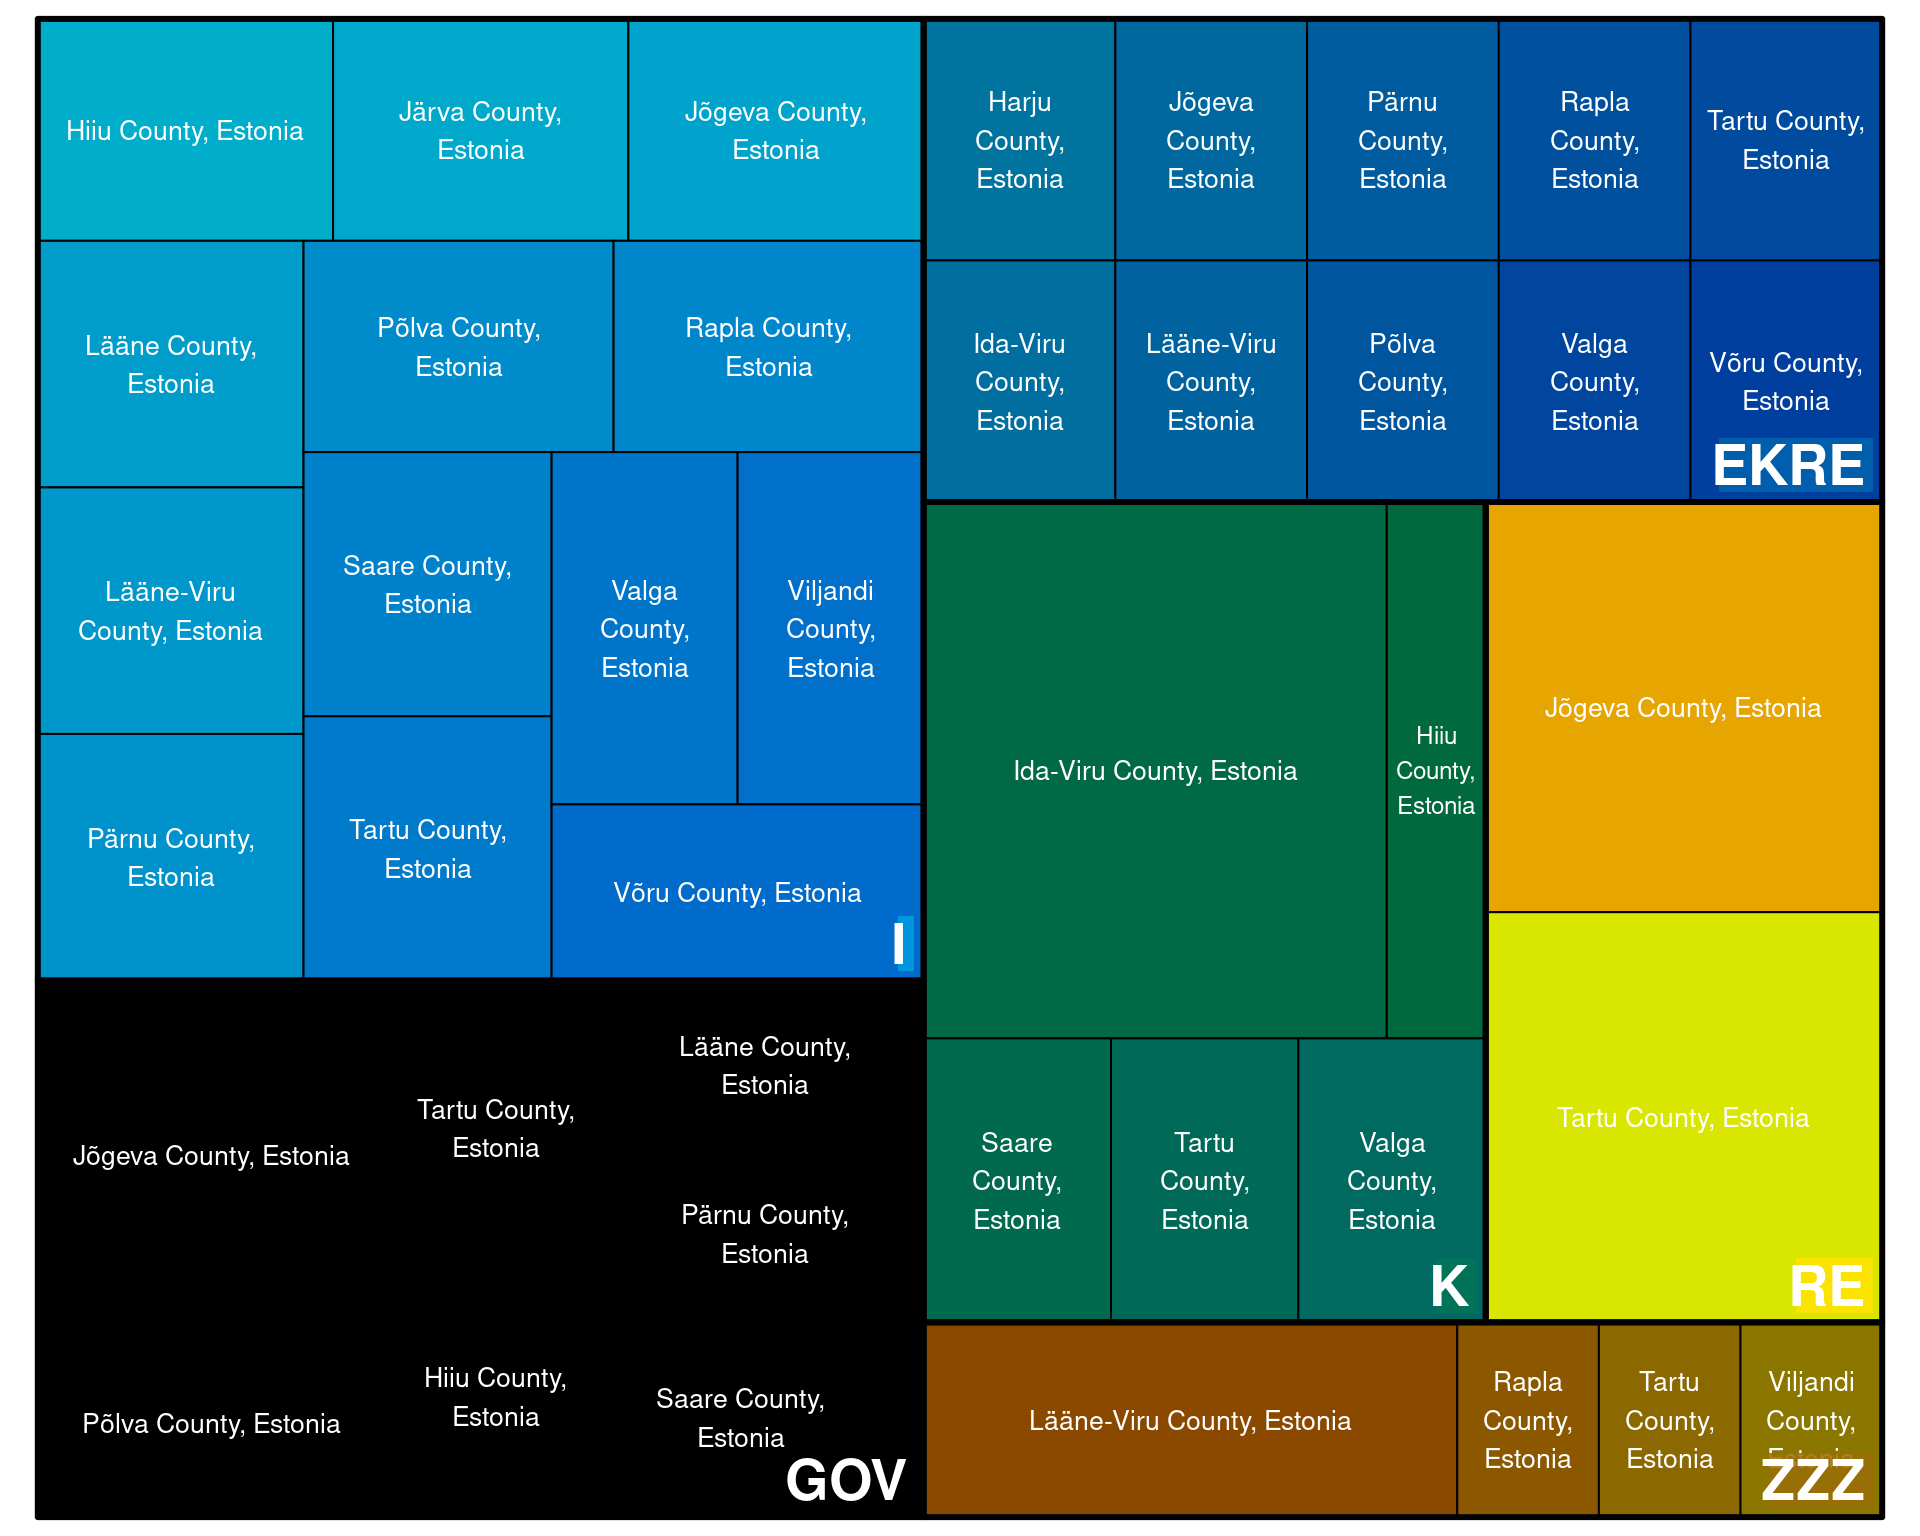 Hiiu County, Estonia
Järva County,
Estonia
Jõgeva County,
Estonia
Lääne County,
Estonia
Põlva County,
Estonia
Rapla County,
Estonia
Lääne-Viru
County, Estonia
Saare County,
Estonia
Valga
County,
Estonia
Viljandi
County,
Estonia
Pärnu County,
Estonia
Tartu County,
Estonia
Võru County, Estonia
I
Harju
County,
Estonia
Jõgeva
County,
Estonia
Pärnu
County,
Estonia
Rapla
County,
Estonia
Tartu County,
Estonia
Ida-Viru
County,
Estonia
Lääne-Viru
County,
Estonia
Põlva
County,
Estonia
Valga
County,
Estonia
Võru County,
Estonia
EKRE
Ida-Viru County, Estonia
Hiiu
County,
Estonia
Saare
County,
Estonia
Tartu
County,
Estonia
Valga
County,
Estonia
K
Jõgeva County, Estonia
Tartu County, Estonia
RE
Jõgeva County, Estonia
Tartu County,
Estonia
Lääne County,
Estonia
Pärnu County,
Estonia
Põlva County, Estonia
Hiiu County,
Estonia
Saare County,
Estonia
GOV
Lääne-Viru County, Estonia
Rapla
County,
Estonia
Tartu
County,
Estonia
Viljandi
County,
Estonia
ZZZ